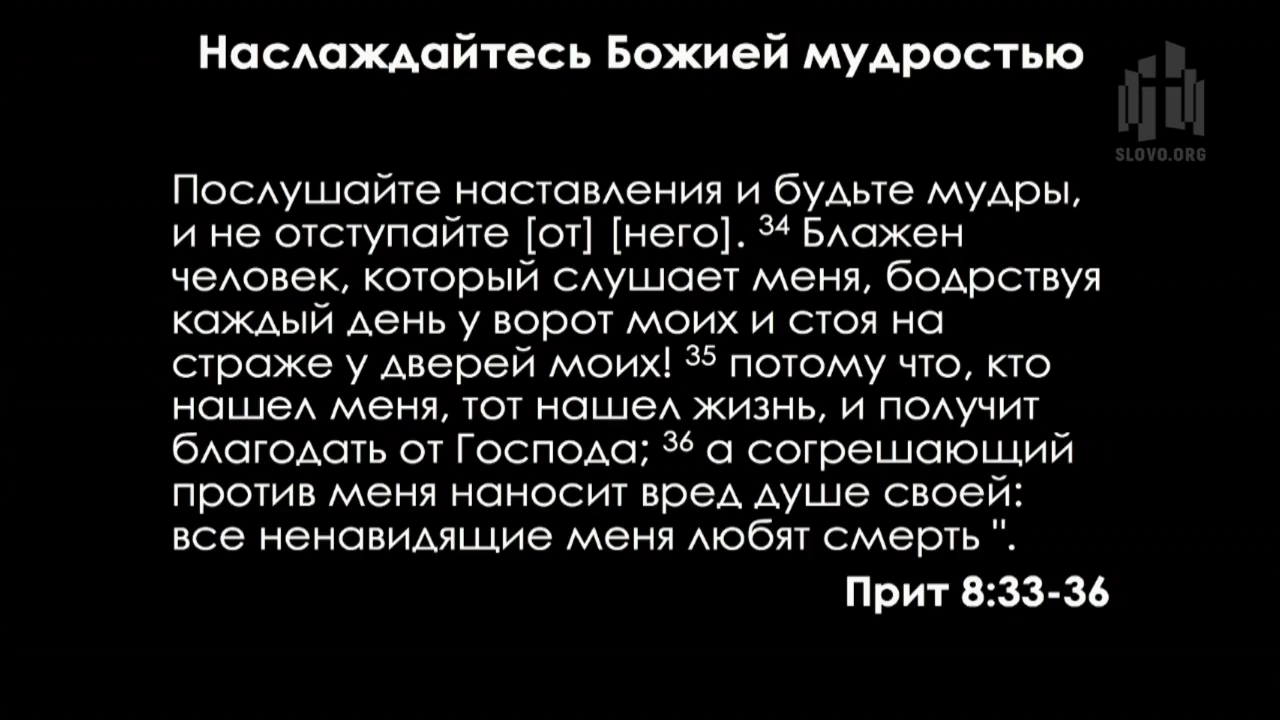 Наслаждайтесь Божией мудростью
SLOVO.ORG
Послушайте наставления и будьте мудры,
и не отступайте [от] [него]. 34 Блажен
человек, который слушает меня, бодрствуя
каждый день у ворот моих и стоя на
страже у дверей моих! 35 потому что, кто
нашел меня, тот нашел жизнь, и получит
благодать от Господа; 36 а согрешающий
против меня наносит вред душе своей:
все ненавидящие меня любят смерть ".
Прит 8:33-36